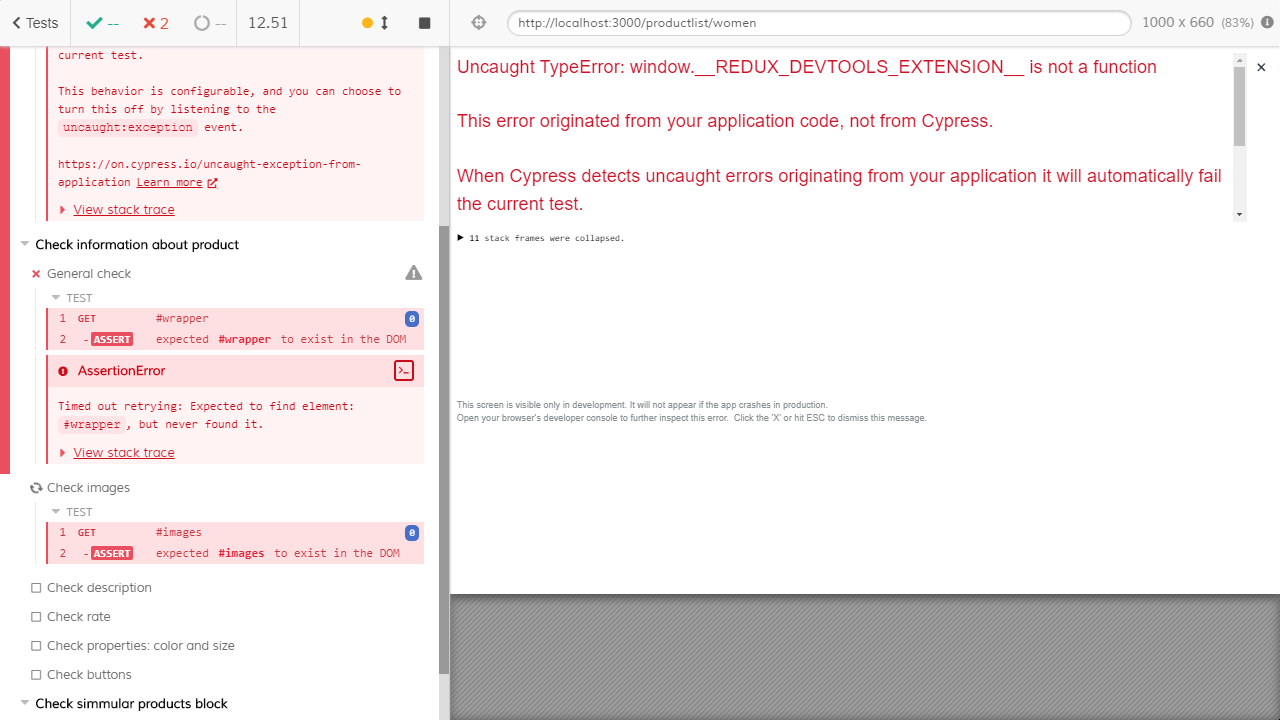 Tests
--
2
--
12.51
http://localhost:3000/productlist/women
1000 x 660 (83%)
current test.
This behavior is configurable, and you can choose to
turn this off by listening to the
uncaught:exception event.
https://on.cypress.io/uncaught-exception-from-
application Learn more
View stack trace
Check information about product
General check
TEST
1 GET #wrapper 0
2 -ASSERT expected #wrapper to exist in the DOM
AssertionError
Timed out retrying: Expected to find element:
#wrapper, but never found it.
View stack trace
Check images
TEST
1 GET #images 0
2 -ASSERT expected #images to exist in the DOM
Check description
Check rate
Check properties: color and size
Check buttons
Check simmular products block
Uncaught TypeError: window.__REDUX_DEVTOOLS_EXTENSION__ is not a function
This error originated from your application code, not from Cypress.
When Cypress detects uncaught errors originating from your application it will automatically fail
the current test.
11 stack frames were collapsed.
This screen is visible only in development. It will not appear if the app crashes in production.
Open your browser's developer console to further inspect this error. Click the 'X' or hit ESC to dismiss this message.